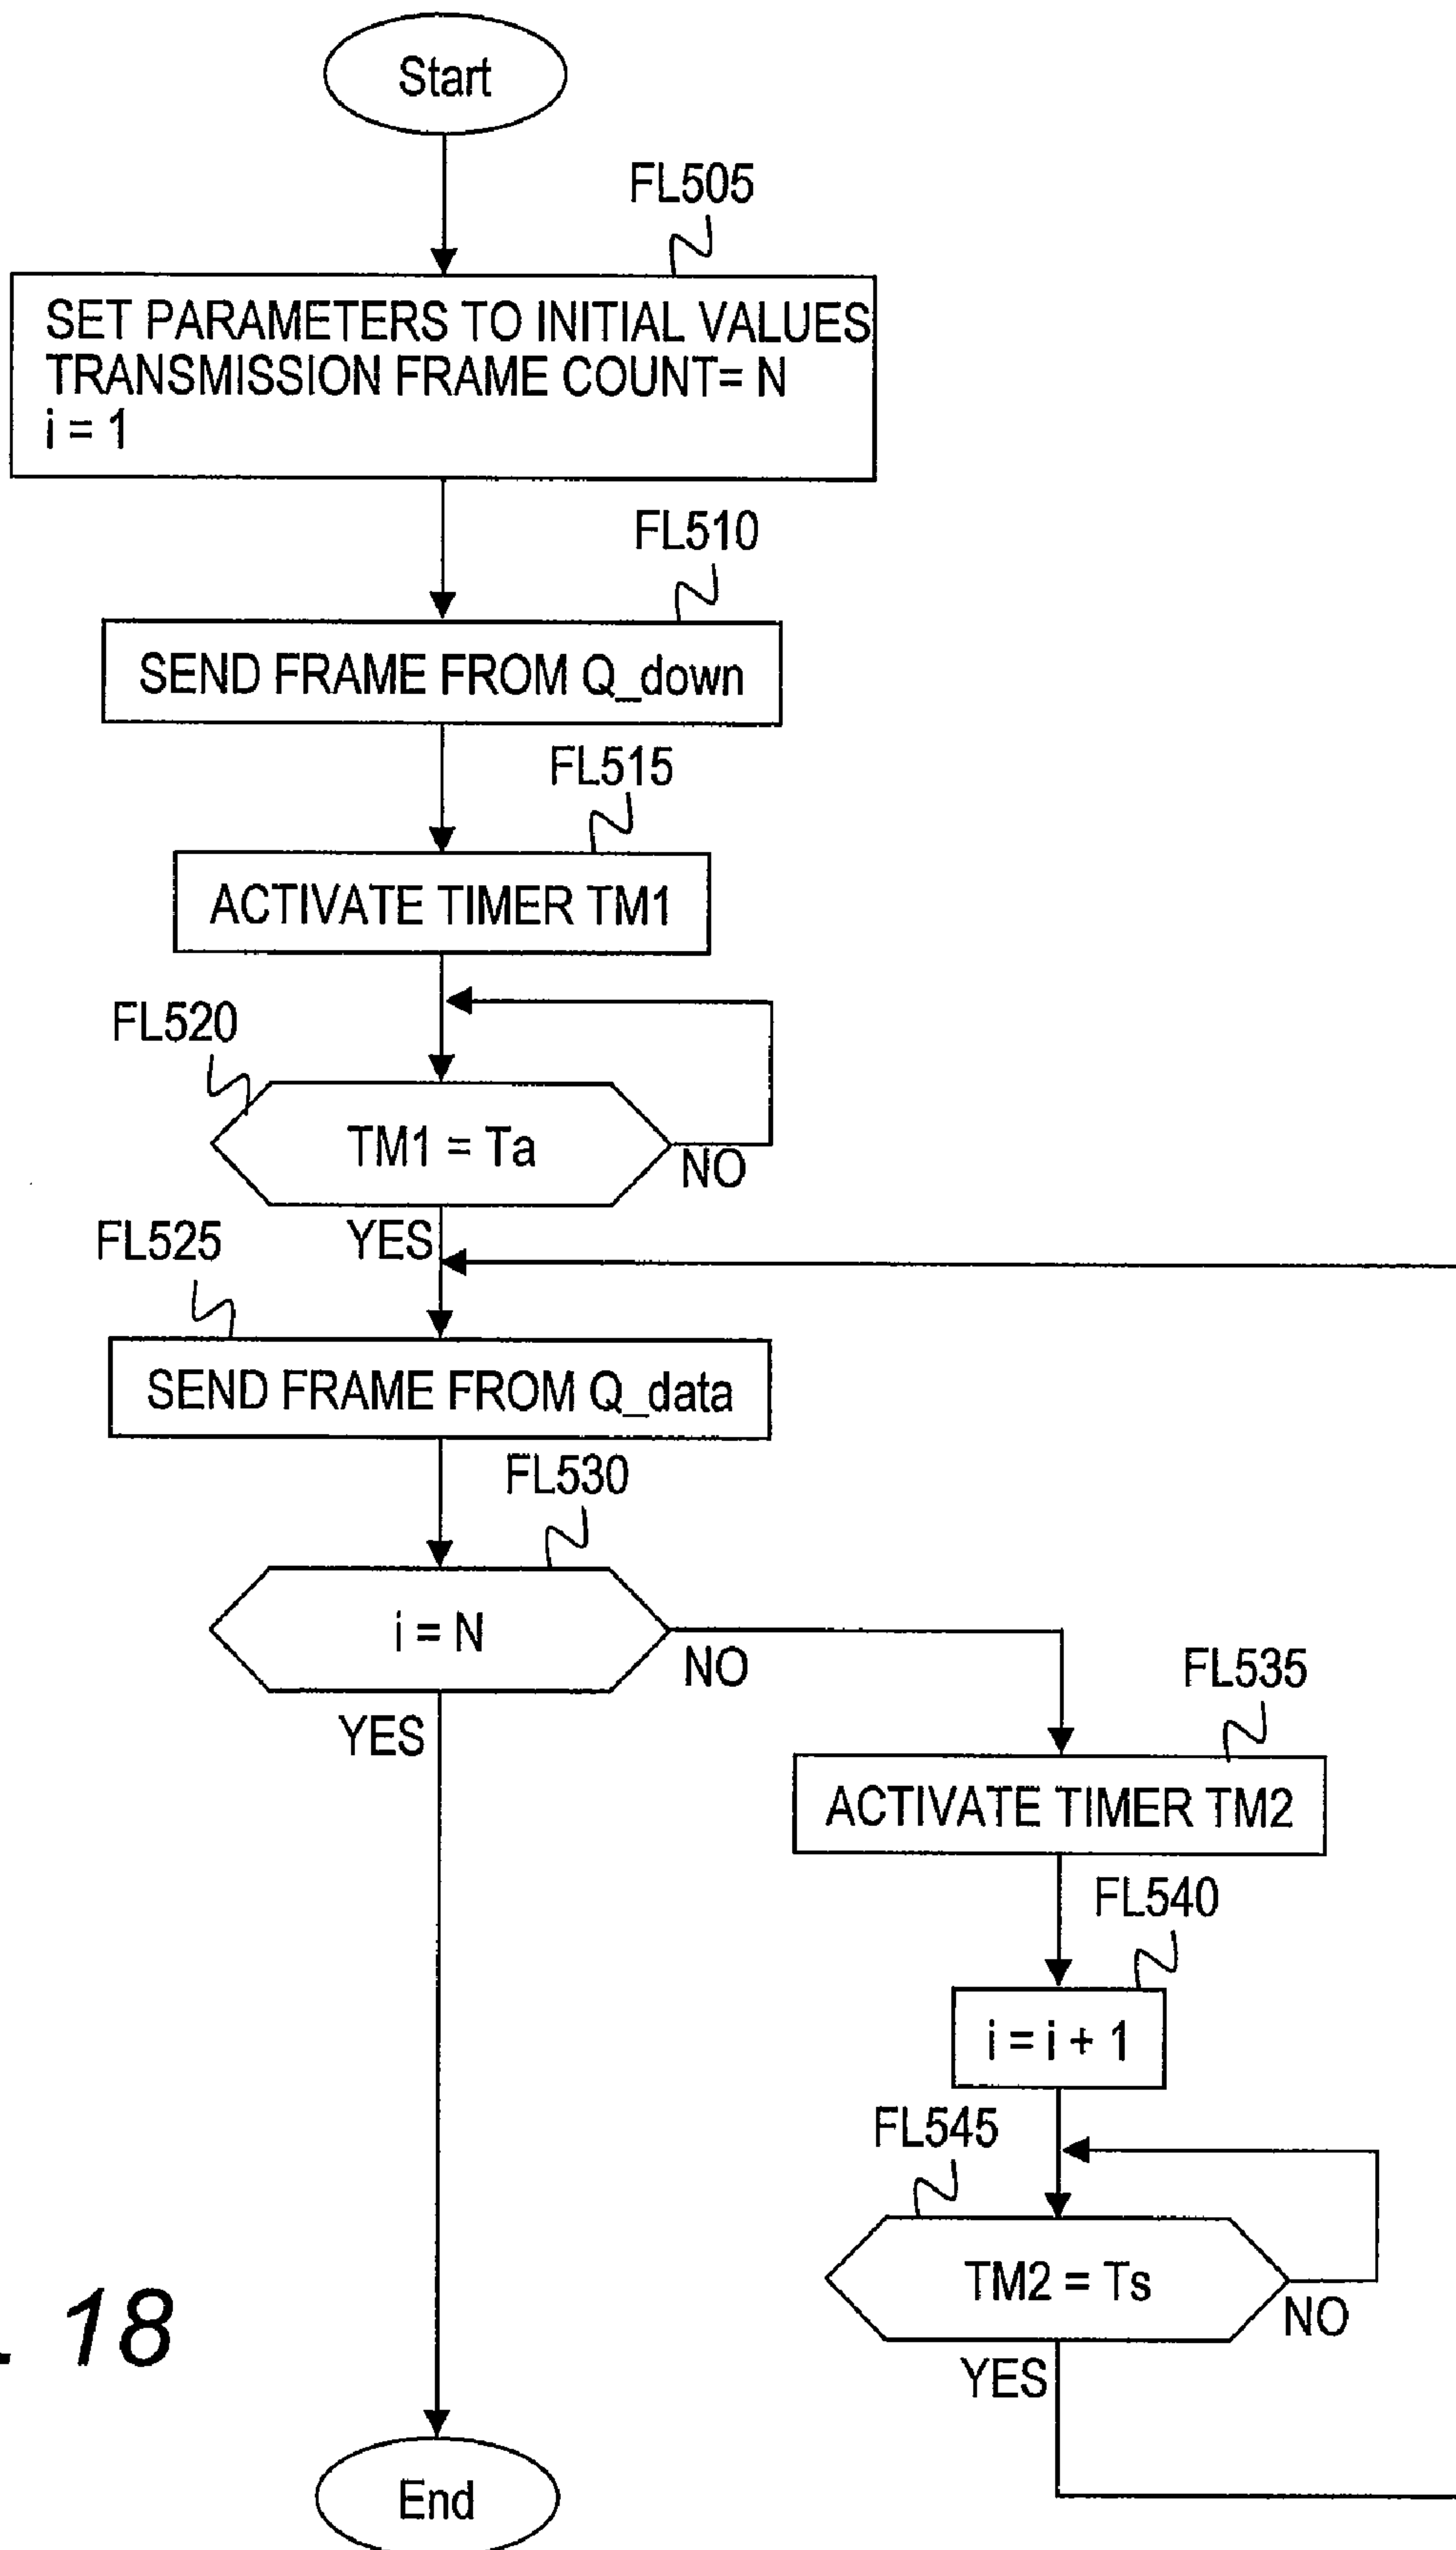 Start
FL505
SET PARAMETERS TO INITIAL VALUES
TRANSMISSION FRAME COUNT= N
i = 1
FL510
SEND FRAME FROM Q_down
FL515
ACTIVATE TIMER TM1
FL520
TM1 = Ta
NO
YES
FL525
SEND FRAME FROM Q_data
FL530
i = N
NO
YES
FL535
ACTIVATE TIMER TM2
FL540
i = i + 1
FL545
TM2 = Ts
NO
YES
. 18
End